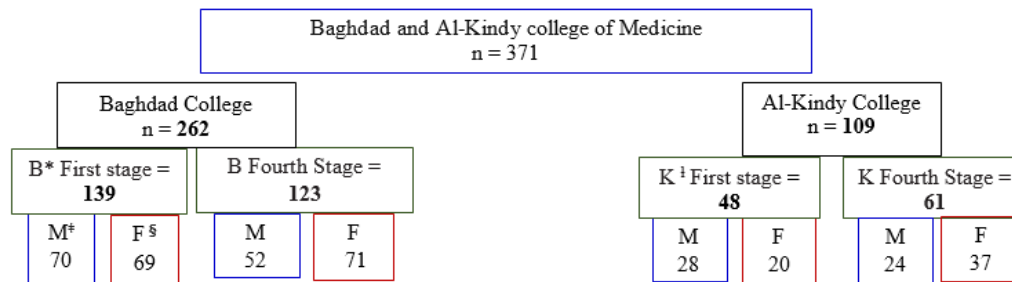 Baghdad and Al-Kindy college of Medicine
n = 371
Baghdad College
n = 262
Al-Kindy College
n = 109
B* First stage =
139
B Fourth Stage =
123
K ƚ First stage =
48
K Fourth Stage =
61
M‡
70
F §
69
M
52
F
71
M
28
F
20
M
24
F
37